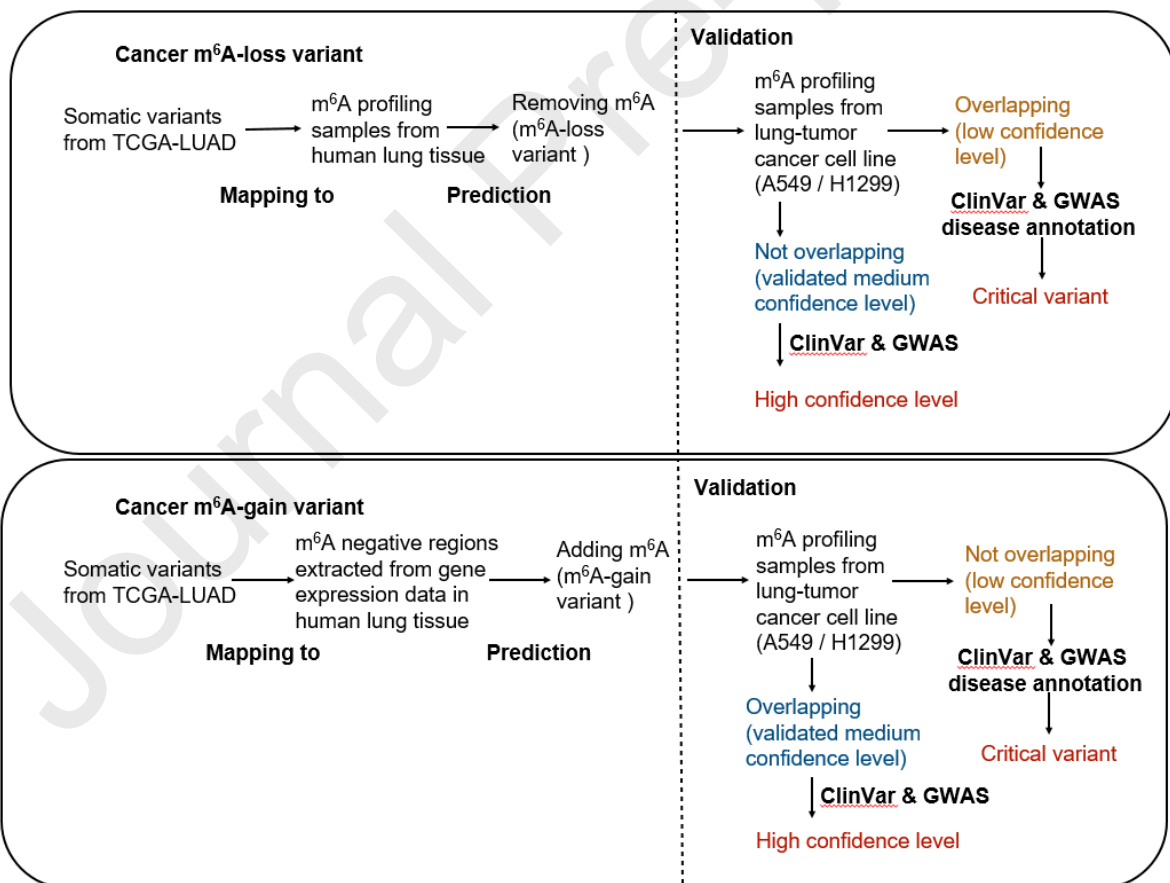 Cancer m⁶A-loss variant
Somatic variants
from TCGA-LUAD
m⁶A profiling
samples from
human lung tissue
Removing m⁶A
(m⁶A-loss
variant )
Mapping to
Prediction
Validation
m⁶A profiling
samples from
lung-tumor
cancer cell line
(A549 / H1299)
Overlapping
(low confidence
level)
ClinVar & GWAS
disease annotation
Critical variant
Not overlapping
(validated medium
confidence level)
ClinVar & GWAS
High confidence level
Cancer m⁶A-gain variant
Somatic variants
from TCGA-LUAD
m⁶A negative regions
extracted from gene
expression data in
human lung tissue
Adding m⁶A
(m⁶A-gain
variant )
Mapping to
Prediction
Validation
m⁶A profiling
samples from
lung-tumor
cancer cell line
(A549 / H1299)
Not overlapping
(low confidence
level)
ClinVar & GWAS
disease annotation
Critical variant
Overlapping
(validated medium
confidence level)
ClinVar & GWAS
High confidence level
Journal Pre